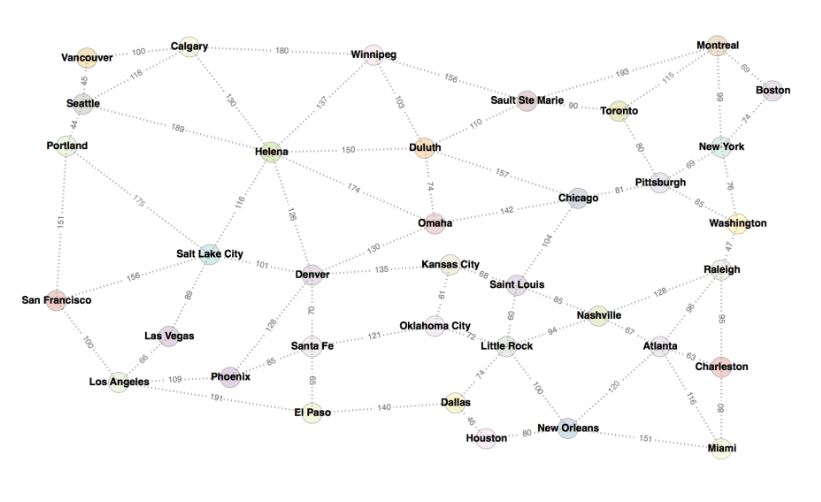 Montreal
Calgary
100
180
Winnipeg
Vancouver
69
193
45
118
156
115
Boston
130
137
103
Sault Ste Marie
90
Toronto
Seattle
99
74
44
189
110
Portland
Helena
150
Duluth
80
New York
69
157
174
74
Pittsburgh
76
175
116
126
Chicago
81
85
151
142
Omaha
Washington
130
104
47
Salt Lake City
101
Kansas City
Raleigh
156
Denver
135
68
Saint Louis
89
61
85
128
San Francisco
70
60
96
95
Nashville
128
Oklahoma City
94
67
Las Vegas
121
72
100
Santa Fe
Little Rock
Atlanta
66
85
63
Charleston
Los Angeles
109
Phoenix
74
99
100
120
116
80
191
140
Dallas
El Paso
46
New Orleans
Houston
80
151
Miami